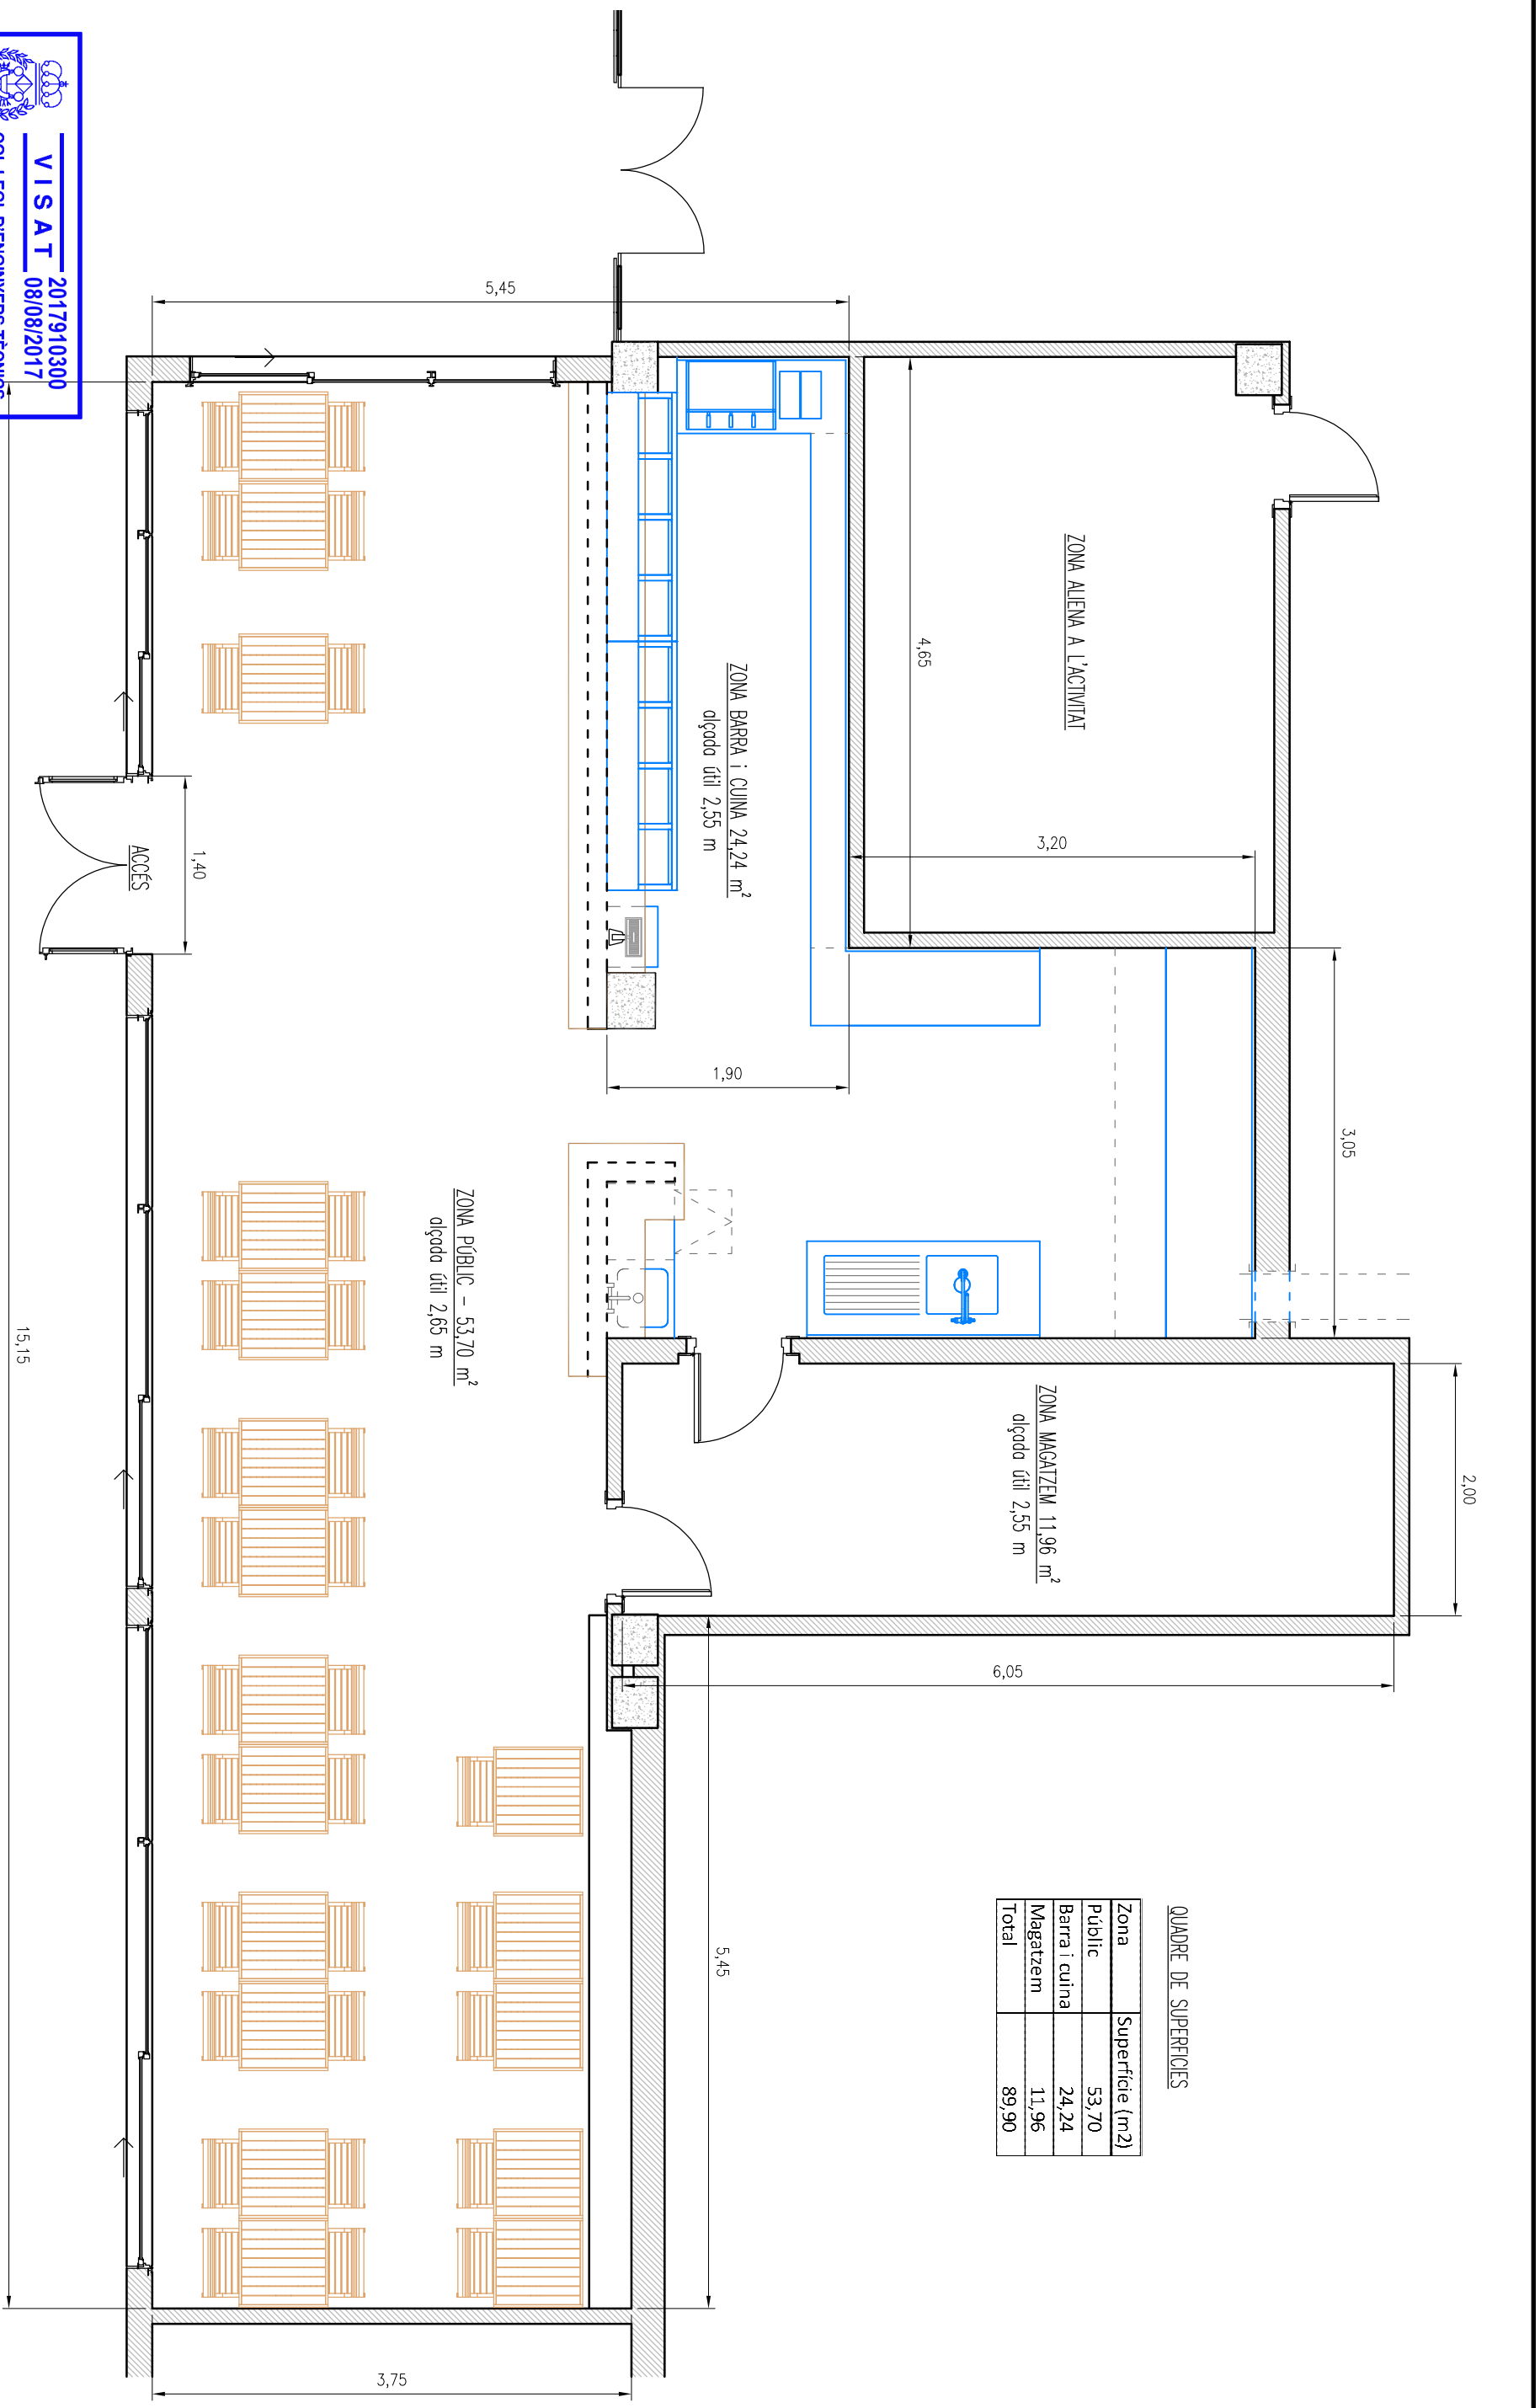 VISAT
2017910300
08/08/2017
5,45
ZONA ALIENA A L'ACTIVITAT
4,65
3,20
ZONA BARRA i CUINA 24,24 m²
alçada útil 2,55 m
1,40
ACCÉS
1,90
3,05
ZONA PÚBLIC - 53,70 m²
alçada útil 2,65 m
15,15
ZONA MAGATZEM 11,96 m²
alçada útil 2,55 m
2,00
6,05
5,45
3,75
QUADRE DE SUPERFICIES
Zona Superfície (m2)
Públic 53,70
Barra i cuina 24,24
Magatzem 11,96
Total 89,90